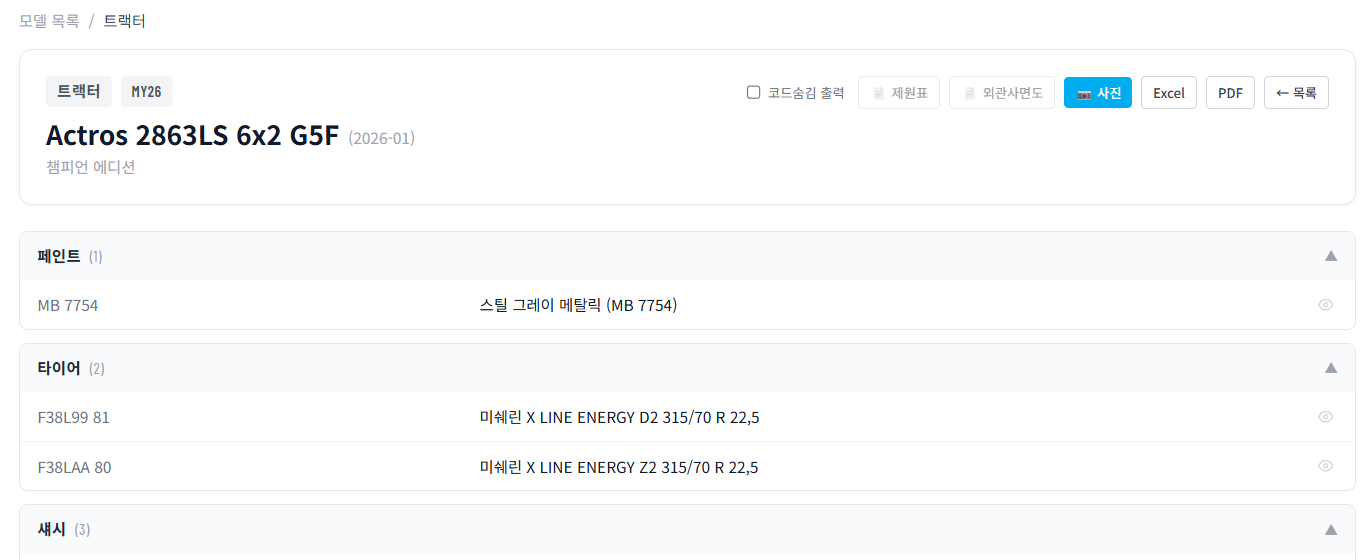 모델 목록 / 트랙터
트랙터 MY26
코드숨김 출력 제원표 외관사면도 사진 Excel PDF ← 목록
Actros 2863LS 6x2 G5F (2026-01)
챔피언 에디션
페인트 (1) ▲
MB 7754 스틸 그레이 메탈릭 (MB 7754)
타이어 (2) ▲
F38L99 81 미쉐린 X LINE ENERGY D2 315/70 R 22,5
F38LAA 80 미쉐린 X LINE ENERGY Z2 315/70 R 22,5
섀시 (3) ▲